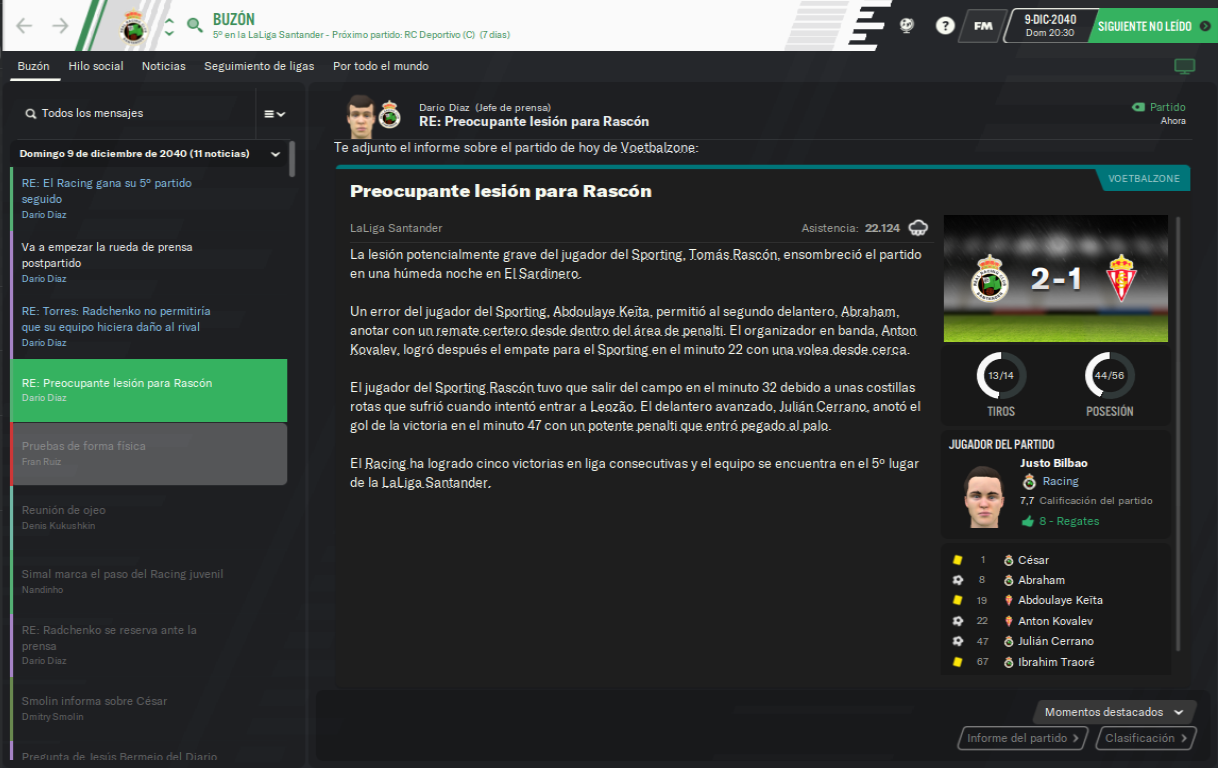 BUZÓN
5º en la LaLiga Santander - Próximo partido: RC Deportivo (C) (7 días)
FM
9-DIC-2040
Dom 20:30
SIGUIENTE NO LEÍDO
Buzón
Hilo social
Noticias
Seguimiento de ligas
Por todo el mundo
Todos los mensajes
Domingo 9 de diciembre de 2040 (11 noticias)
RE: El Racing gana su 5º partido
seguido
Darío Díaz
Va a empezar la rueda de prensa
postpartido
Darío Díaz
RE: Torres: Radchenko no permitiría
que su equipo hiciera daño al rival
Darío Díaz
RE: Preocupante lesión para Rascón
Darío Díaz
Pruebas de forma física
Fran Ruiz
Reunión de ojeo
Denis Kukushkin
Simal marca el paso del Racing juvenil
Nandinho
RE: Radchenko se reserva ante la
prensa
Darío Díaz
Smolin informa sobre César
Dmitry Smolin
Pregunta de Jesús Bermejo del Diario
Darío Díaz (Jefe de prensa)
RE: Preocupante lesión para Rascón
Partido
Ahora
Te adjunto el informe sobre el partido de hoy de Voetbalzone:
VOETBALZONE
Preocupante lesión para Rascón
LaLiga Santander
Asistencia: 22.124
La lesión potencialmente grave del jugador del Sporting, Tomás Rascón, ensombreció el partido
en una húmeda noche en El Sardinero.
Un error del jugador del Sporting, Abdoulaye Keïta, permitió al segundo delantero, Abraham,
anotar con un remate certero desde dentro del área de penalti. El organizador en banda, Anton
Kovalev, logró después el empate para el Sporting en el minuto 22 con una volea desde cerca.
El jugador del Sporting Rascón tuvo que salir del campo en el minuto 32 debido a unas costillas
rotas que sufrió cuando intentó entrar a Leozão. El delantero avanzado, Julián Cerrano, anotó el
gol de la victoria en el minuto 47 con un potente penalti que entró pegado al palo.
El Racing ha logrado cinco victorias en liga consecutivas y el equipo se encuentra en el 5º lugar
de la LaLiga Santander.
2-1
13/14
44/56
TIROS
POSESIÓN
JUGADOR DEL PARTIDO
Justo Bilbao
Racing
7,7 Calificación del partido
8 - Regates
1 César
8 Abraham
19 Abdoulaye Keïta
22 Anton Kovalev
47 Julián Cerrano
67 Ibrahim Traoré
Momentos destacados
Informe del partido
Clasificación